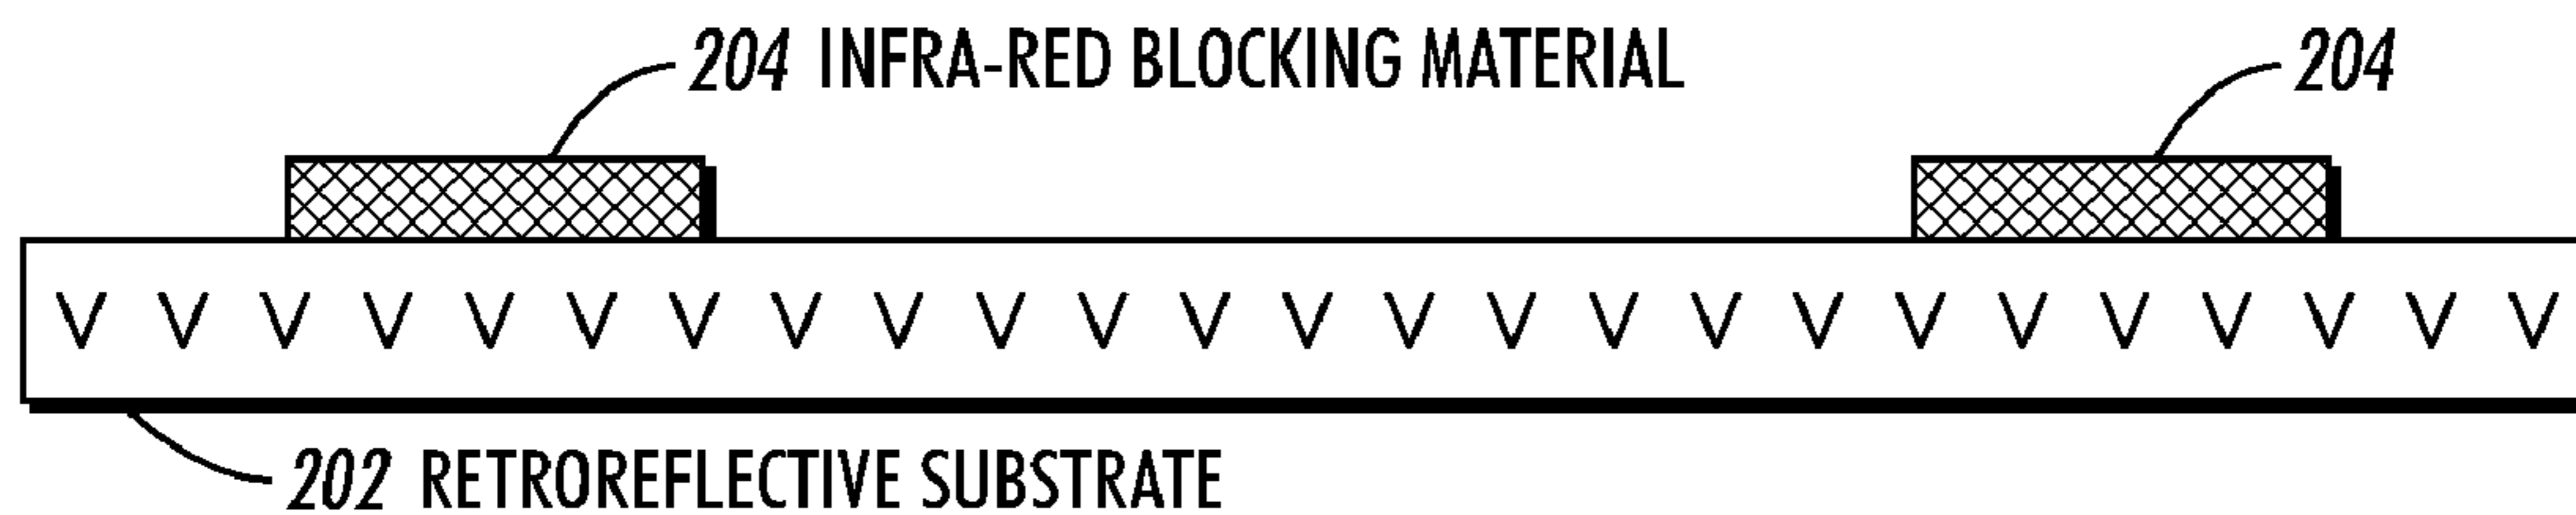 204 INFRA-RED BLOCKING MATERIAL
204
202 RETROREFLECTIVE SUBSTRATE